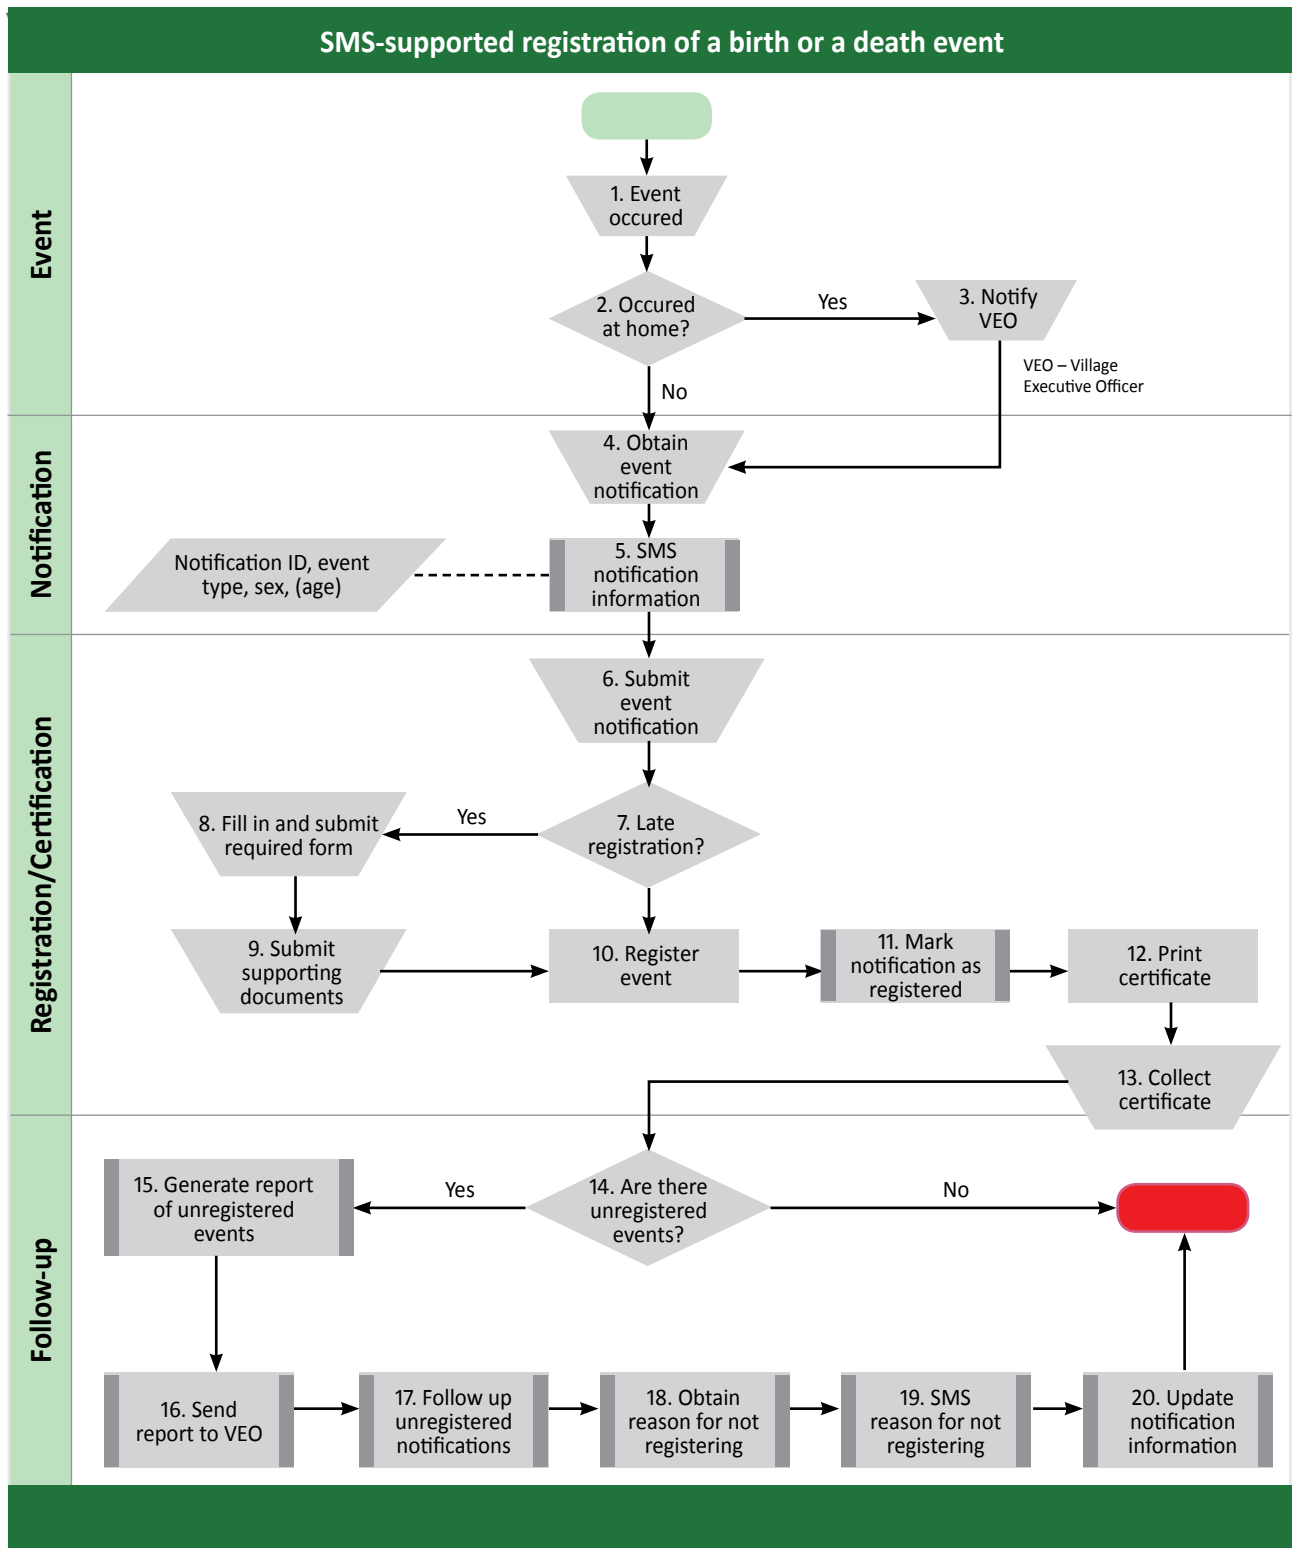 SMS-supported registration of a birth or a death event
Event
1. Event
occured
2. Occured
at home?
Yes
3. Notify
VEO
VEO – Village
Executive Officer
No
Notification
4. Obtain
event
notification
Notification ID, event
type, sex, (age)
5. SMS
notification
information
Registration/Certification
6. Submit
event
notification
7. Late
registration?
Yes
8. Fill in and submit
required form
9. Submit
supporting
documents
10. Register
event
11. Mark
notification as
registered
12. Print
certificate
13. Collect
certificate
Follow-up
14. Are there
unregistered
events?
Yes
No
15. Generate report
of unregistered
events
16. Send
report to VEO
17. Follow up
unregistered
notifications
18. Obtain
reason for not
registering
19. SMS
reason for not
registering
20. Update
notification
information